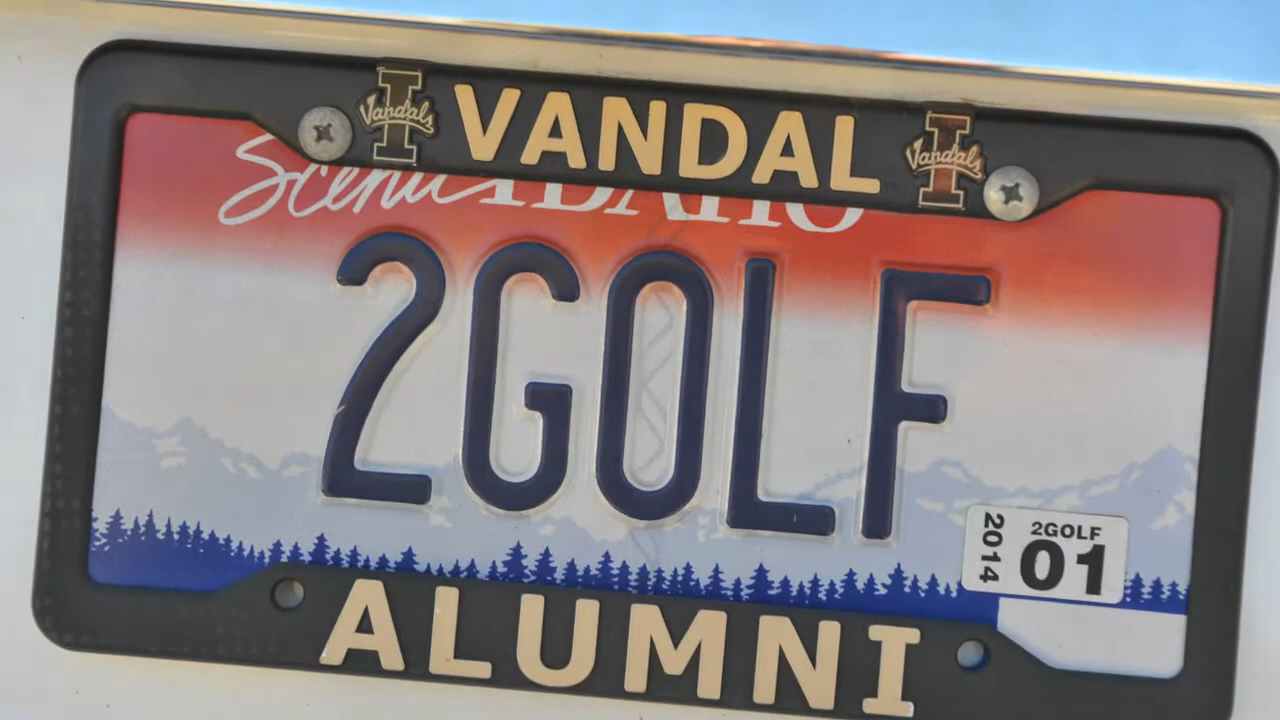 I Vandals VANDAL I Vandals
Scenic IDAHO
2GOLF
2014 2GOLF
01
ALUMNI